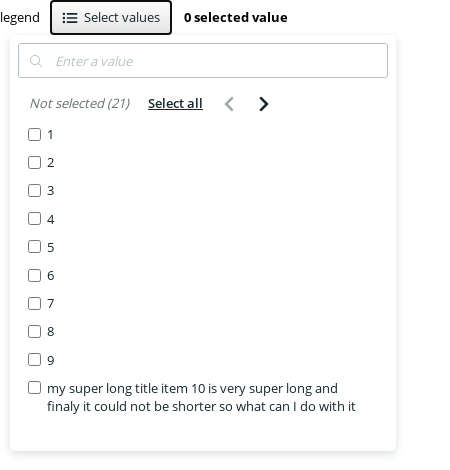 legend Select values 0 selected value
Enter a value
Not selected (21) Select all
1
2
3
4
5
6
7
8
9
my super long title item 10 is very super long and
finaly it could not be shorter so what can I do with it